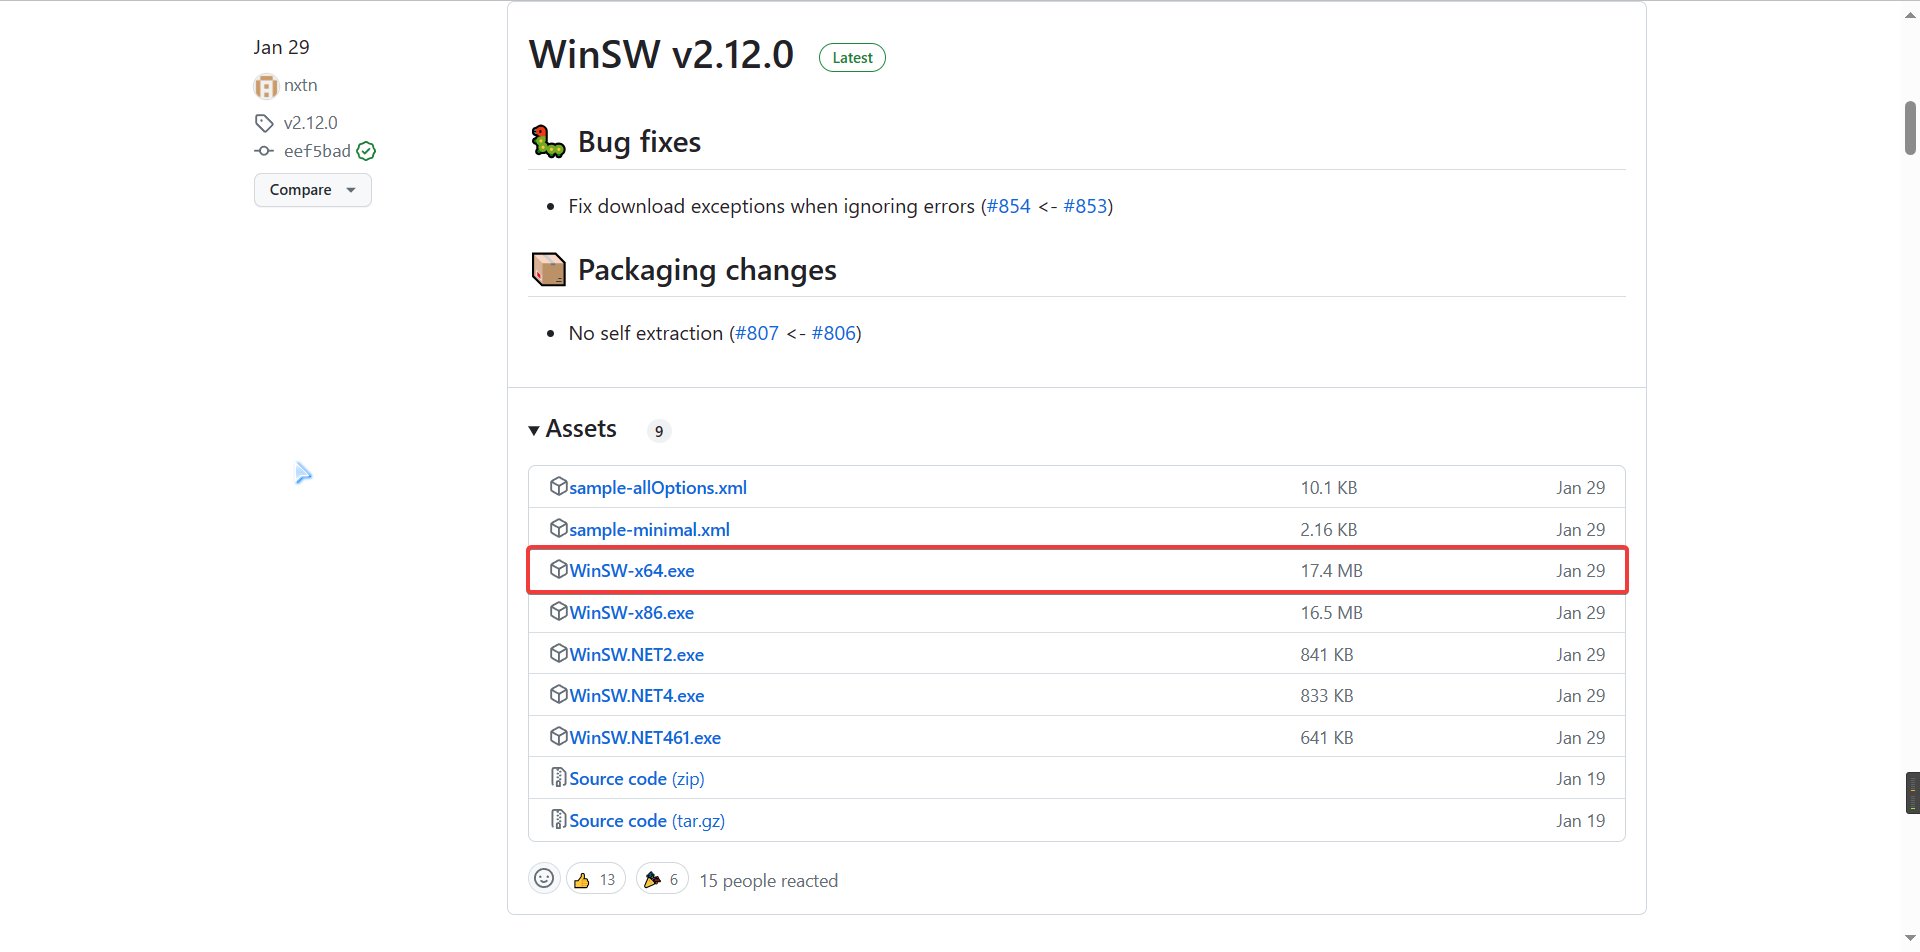 Jan 29
nxtn
v2.12.0
eef5bad
Compare
WinSW v2.12.0 Latest
Bug fixes
Fix download exceptions when ignoring errors (#854 <- #853)
Packaging changes
No self extraction (#807 <- #806)
Assets 9
sample-allOptions.xml 10.1 KB Jan 29
sample-minimal.xml 2.16 KB Jan 29
WinSW-x64.exe 17.4 MB Jan 29
WinSW-x86.exe 16.5 MB Jan 29
WinSW.NET2.exe 841 KB Jan 29
WinSW.NET4.exe 833 KB Jan 29
WinSW.NET461.exe 641 KB Jan 29
Source code (zip) Jan 19
Source code (tar.gz) Jan 19
13 6 15 people reacted